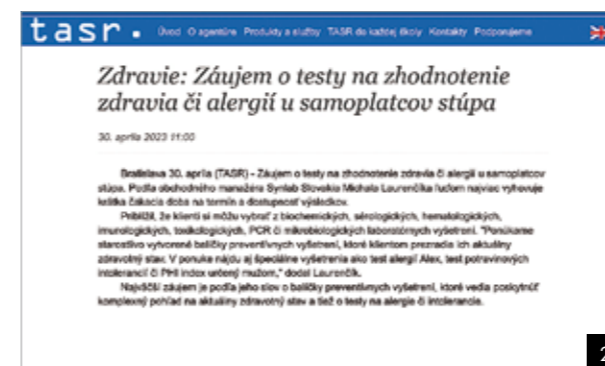 tasr.
Úvod O agentúre Produkty a služby TASR do každej školy Kontakty Podporujeme
Zdravie: Záujem o testy na zhodnotenie
zdravia či alergií u samoplatcov stúpa
30. apríla 2023 11:00
Bratislava 30. apríla (TASR) - Záujem o testy na zhodnotenie zdravia či alergií u samoplatcov
stúpa. Podľa obchodného manažéra Synlab Slovakia Michala Laurenčíka ľuďom najviac vyhovuje
krátka čakacia doba na termín a dostupnosť výsledkov.
Priblížil, že klienti si môžu vybrať z biochemických, sérologických, hematologických,
imunologických, toxikologických, PCR či mikrobiologických laboratórnych vyšetrení. "Ponúkame
starostlivo vytvorené balíčky preventívnych vyšetrení, ktoré klientom prezradia ich aktuálny
zdravotný stav. V ponuke nájdu aj špeciálne vyšetrenia ako test alergií Alex, test potravinových
intolerancií či PHI index určený mužom," dodal Laurenčík.
Najväčší záujem je podľa jeho slov o balíčky preventívnych vyšetrení, ktoré vedia poskytnúť
komplexný pohľad na aktuálny zdravotný stav a tiež o testy na alergie či intolerancie.
2